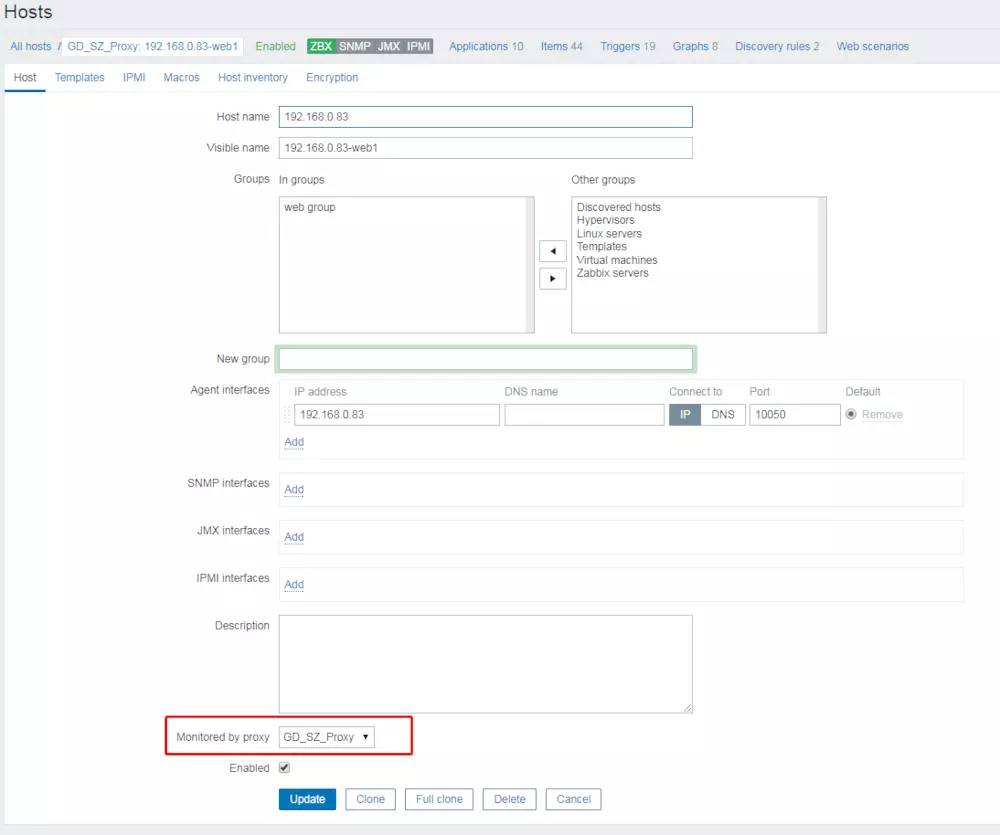 Hosts
All hosts / GD_SZ_Proxy: 192.168.0.83-web1 Enabled ZBX SNMP JMX IPMI Applications 10 Items 44 Triggers 19 Graphs 8 Discovery rules 2 Web scenarios
Host Templates IPMI Macros Host inventory Encryption
Host name 192.168.0.83
Visible name 192.168.0.83-web1
Groups In groups Other groups
web group Discovered hosts
Hypervisors
Linux servers
Templates
Virtual machines
Zabbix servers
New group
Agent interfaces IP address DNS name Connect to Port Default
192.168.0.83 IP DNS 10050 Remove
Add
SNMP interfaces Add
JMX interfaces Add
IPMI interfaces Add
Description
Monitored by proxy GD_SZ_Proxy
Enabled
Update Clone Full clone Delete Cancel